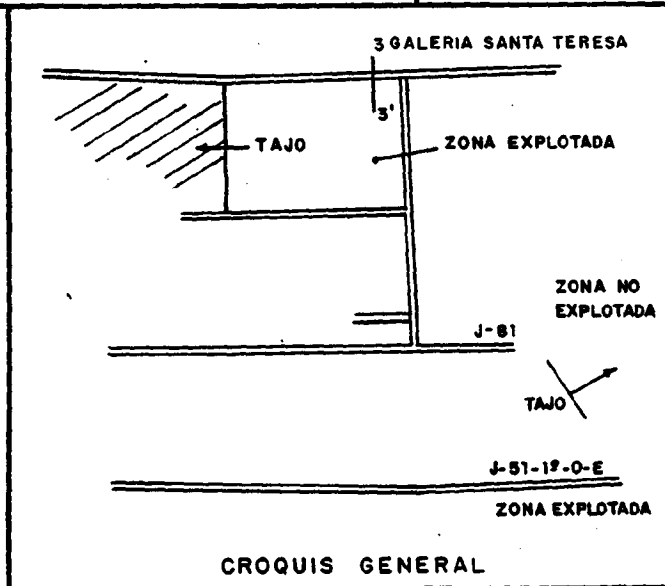 3 GALERIA SANTA TERESA
3'
TAJO
ZONA EXPLOTADA
ZONA NO
EXPLOTADA
J-81
TAJO
J-51-1º-O-E
ZONA EXPLOTADA
CROQUIS GENERAL